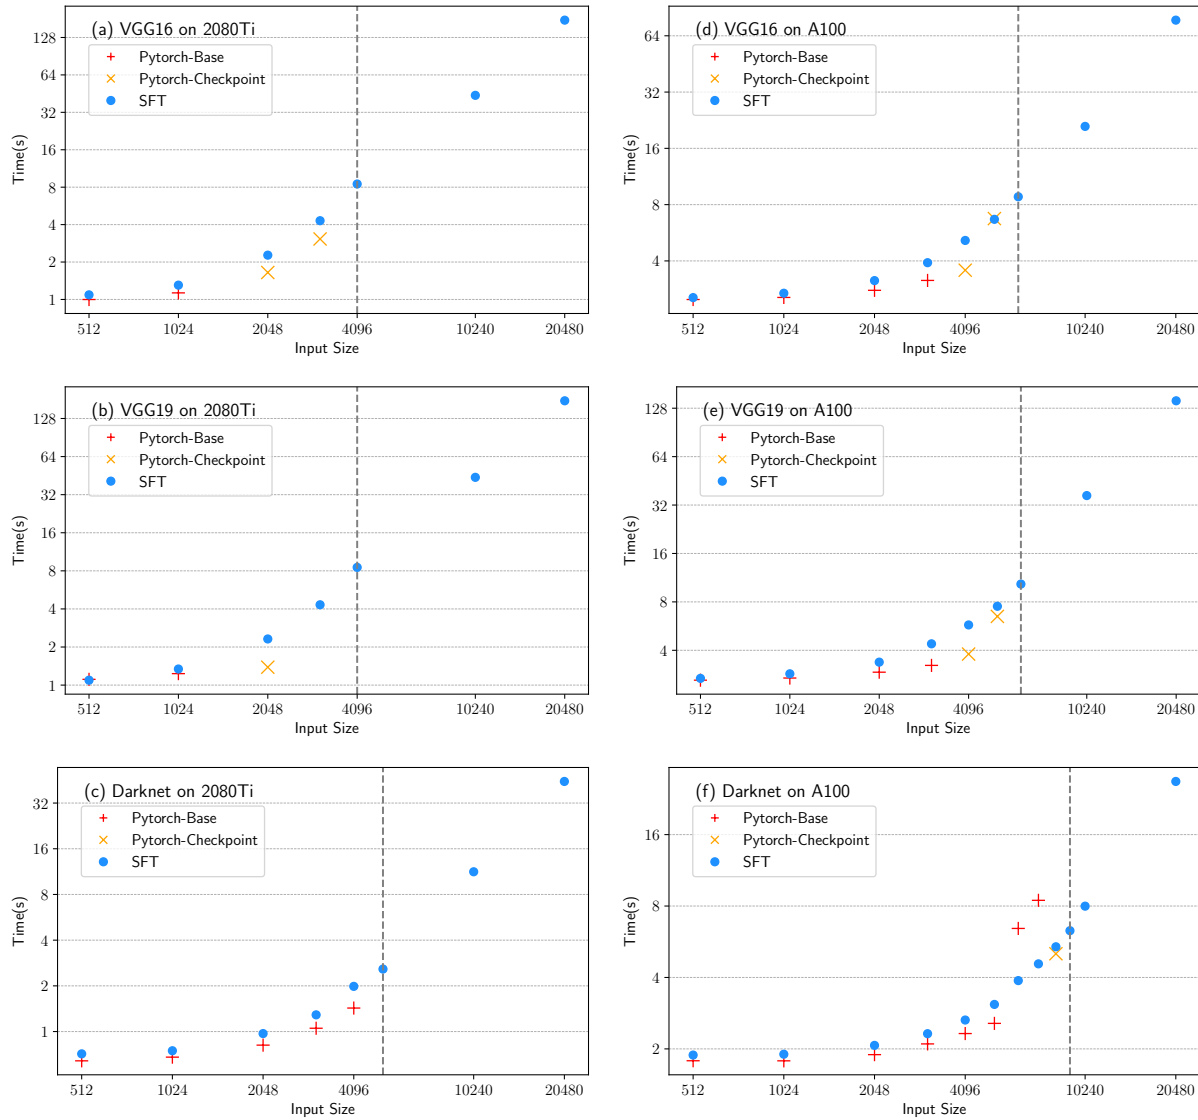 (a) VGG16 on 2080Ti
Pytorch-Base
Pytorch-Checkpoint
SFT
Time(s)
128
64
32
16
8
4
2
1
512
1024
2048
4096
10240
20480
Input Size
(d) VGG16 on A100
Pytorch-Base
Pytorch-Checkpoint
SFT
Time(s)
64
32
16
8
4
512
1024
2048
4096
10240
20480
Input Size
(b) VGG19 on 2080Ti
Pytorch-Base
Pytorch-Checkpoint
SFT
Time(s)
128
64
32
16
8
4
2
1
512
1024
2048
4096
10240
20480
Input Size
(e) VGG19 on A100
Pytorch-Base
Pytorch-Checkpoint
SFT
Time(s)
128
64
32
16
8
4
512
1024
2048
4096
10240
20480
Input Size
(c) Darknet on 2080Ti
Pytorch-Base
Pytorch-Checkpoint
SFT
Time(s)
32
16
8
4
2
1
512
1024
2048
4096
10240
20480
Input Size
(f) Darknet on A100
Pytorch-Base
Pytorch-Checkpoint
SFT
Time(s)
16
8
4
2
512
1024
2048
4096
10240
20480
Input Size